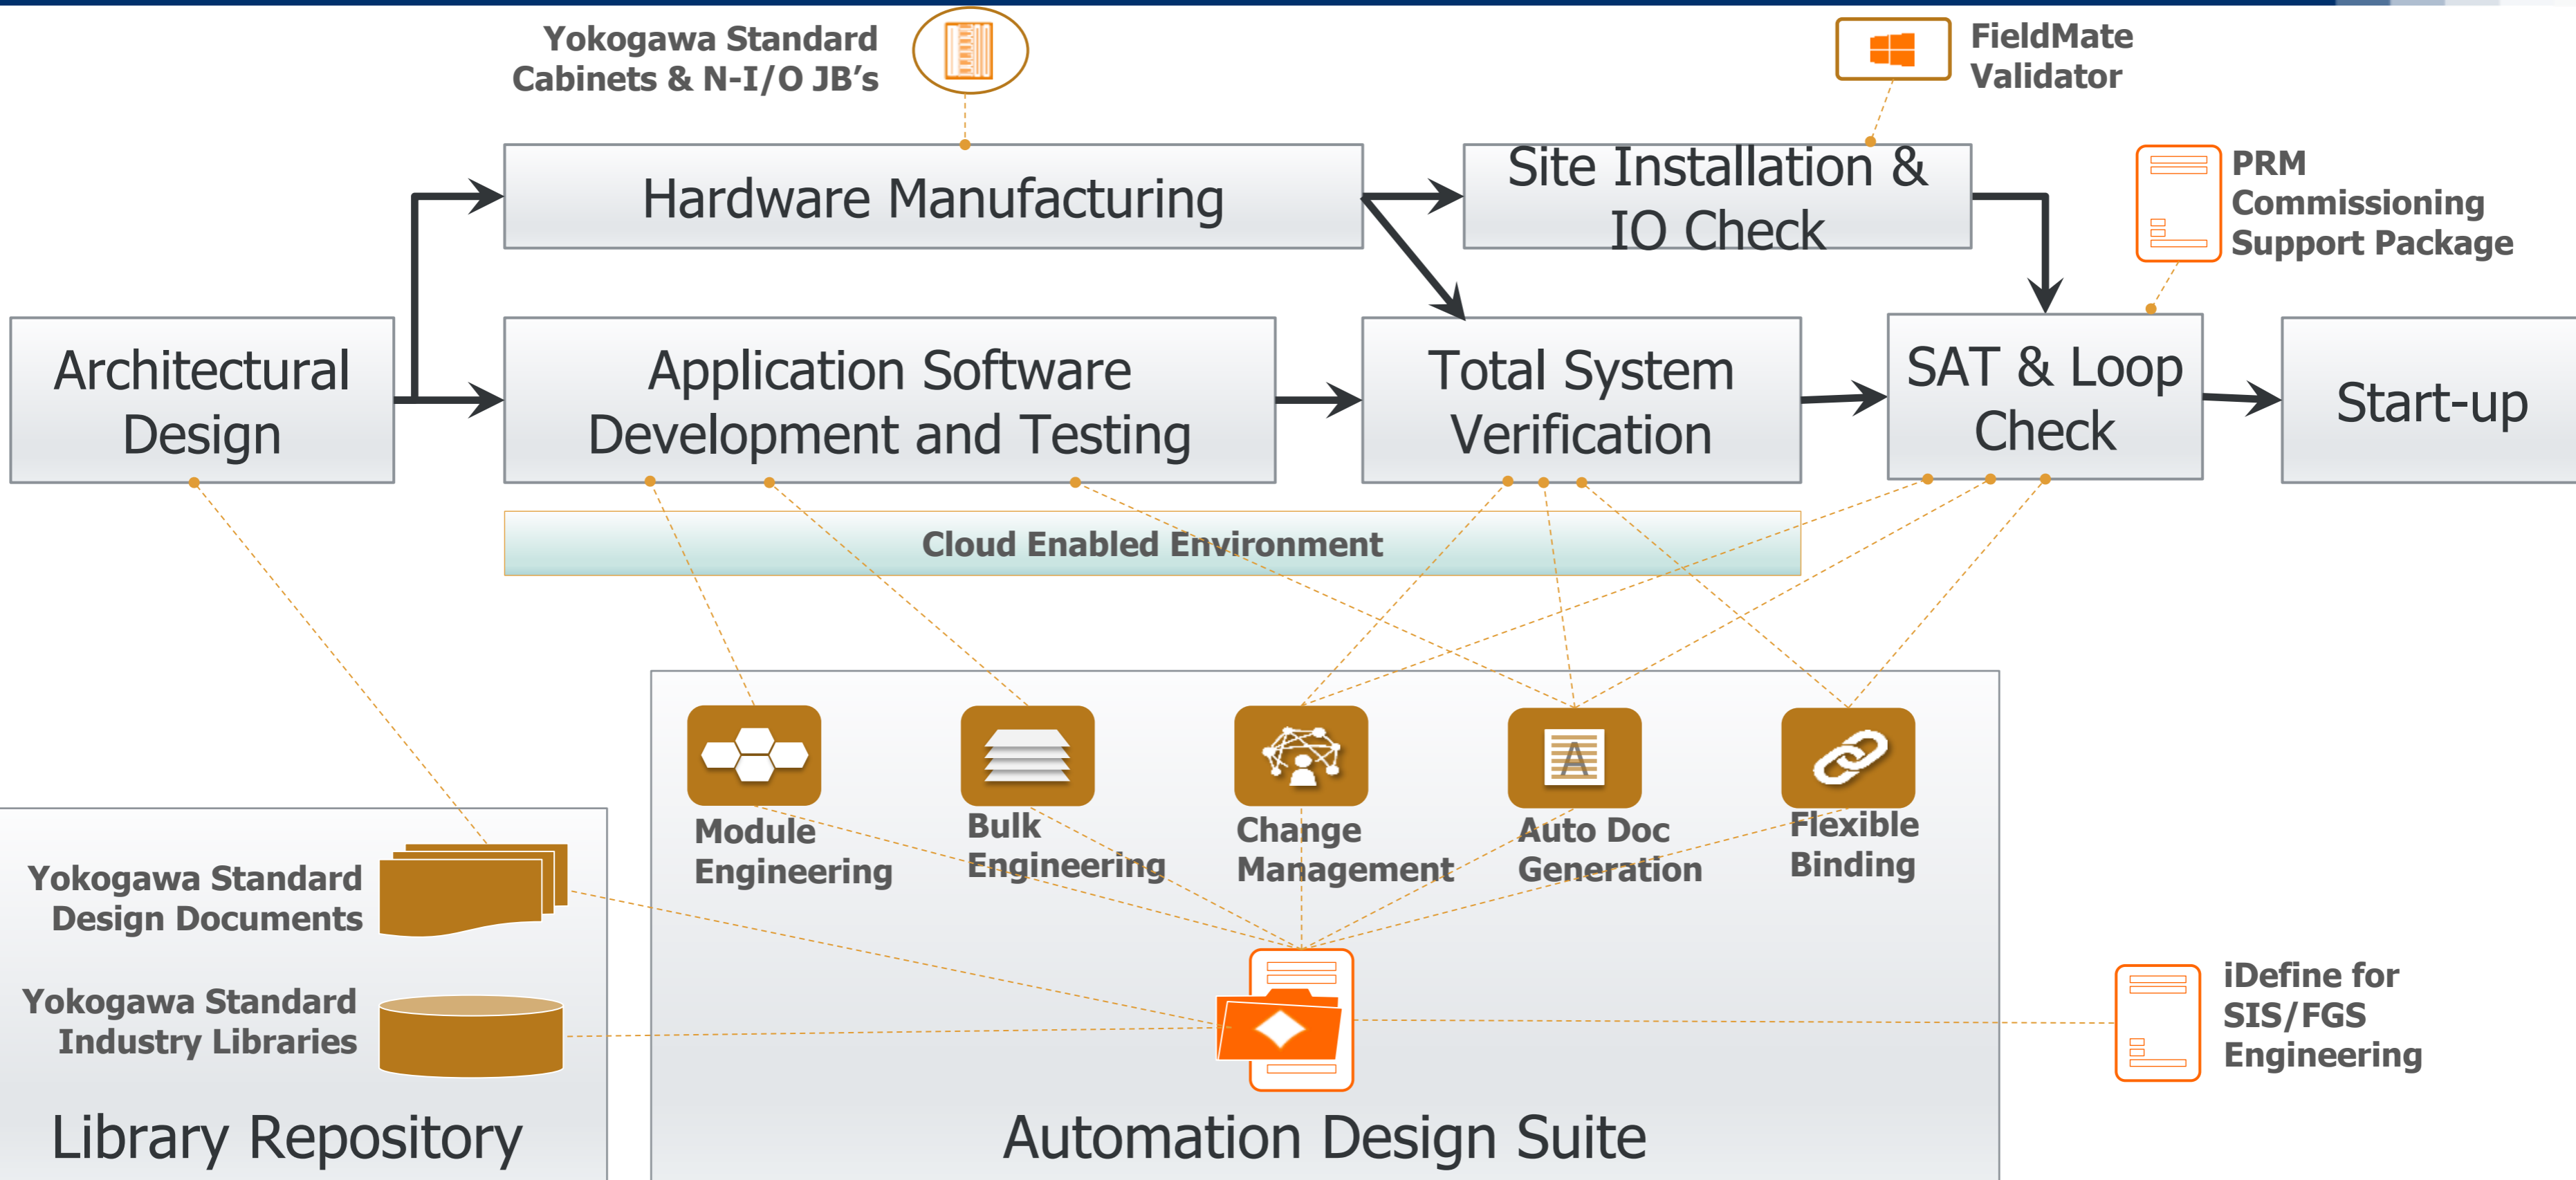 Yokogawa Standard
Cabinets & N-I/O JB’s
FieldMate
Validator
PRM
Commissioning
Support Package
Hardware Manufacturing
Site Installation &
IO Check
Architectural
Design
Application Software
Development and Testing
Total System
Verification
SAT & Loop
Check
Start-up
Cloud Enabled Environment
Module
Engineering
Bulk
Engineering
Change
Management
A
Auto Doc
Generation
Flexible
Binding
Yokogawa Standard
Design Documents
Yokogawa Standard
Industry Libraries
Library Repository
Automation Design Suite
iDefine for
SIS/FGS
Engineering